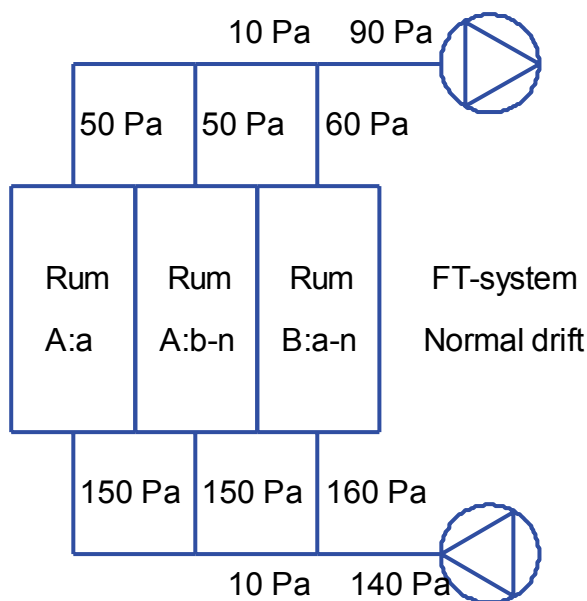 10 Pa 90 Pa
50 Pa 50 Pa 60 Pa
Rum Rum Rum FT-system
A:a A:b-n B:a-n Normal drift
150 Pa 150 Pa 160 Pa
10 Pa 140 Pa